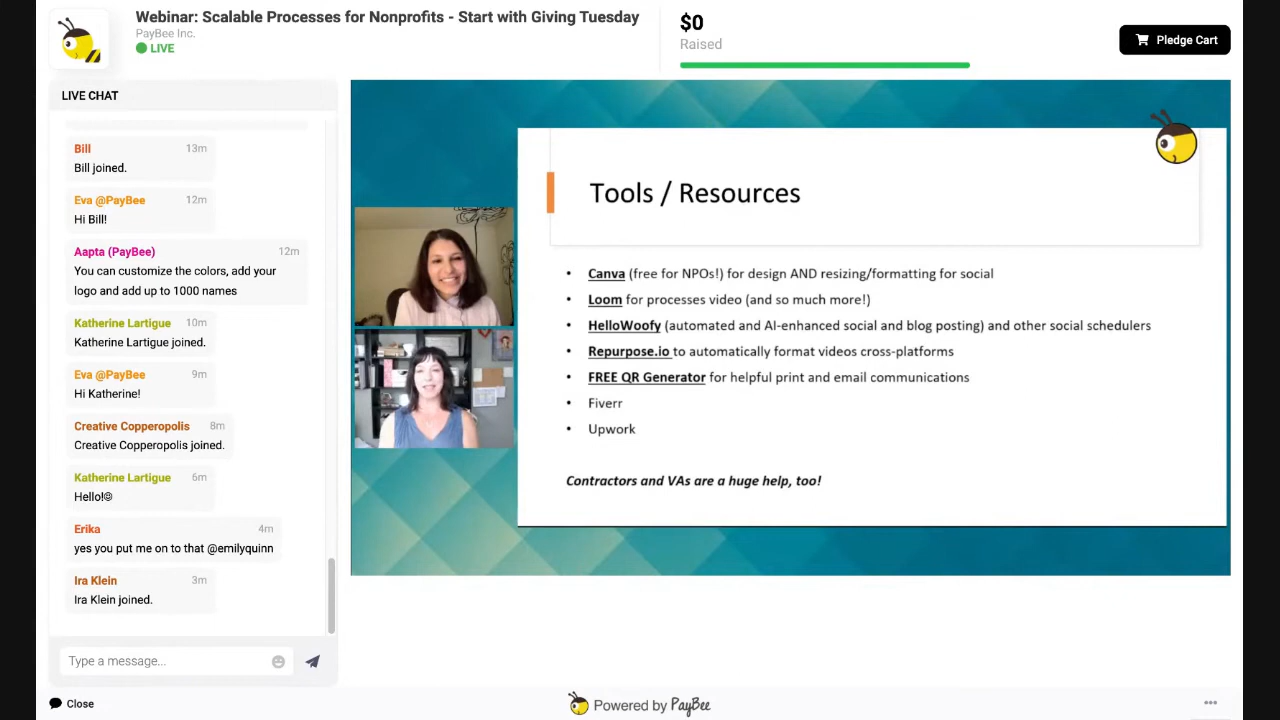 Webinar: Scalable Processes for Nonprofits - Start with Giving Tuesday
PayBee Inc.
LIVE
$0
Raised
Pledge Cart
LIVE CHAT
Bill 13m
Bill joined.
Eva @PayBee 12m
Hi Bill!
Aapta (PayBee) 12m
You can customize the colors, add your
logo and add up to 1000 names
Katherine Lartigue 10m
Katherine Lartigue joined.
Eva @PayBee 9m
Hi Katherine!
Creative Copperopolis 8m
Creative Copperopolis joined.
Katherine Lartigue 6m
Hello!☺
Erika 4m
yes you put me on to that @emilyquinn
Ira Klein 3m
Ira Klein joined.
Type a message...
Close
Tools / Resources
• Canva (free for NPOs!) for design AND resizing/formatting for social
• Loom for processes video (and so much more!)
• HelloWoofy (automated and AI-enhanced social and blog posting) and other social schedulers
• Repurpose.io to automatically format videos cross-platforms
• FREE QR Generator for helpful print and email communications
• Fiverr
• Upwork
Contractors and VAs are a huge help, too!
Powered by PayBee